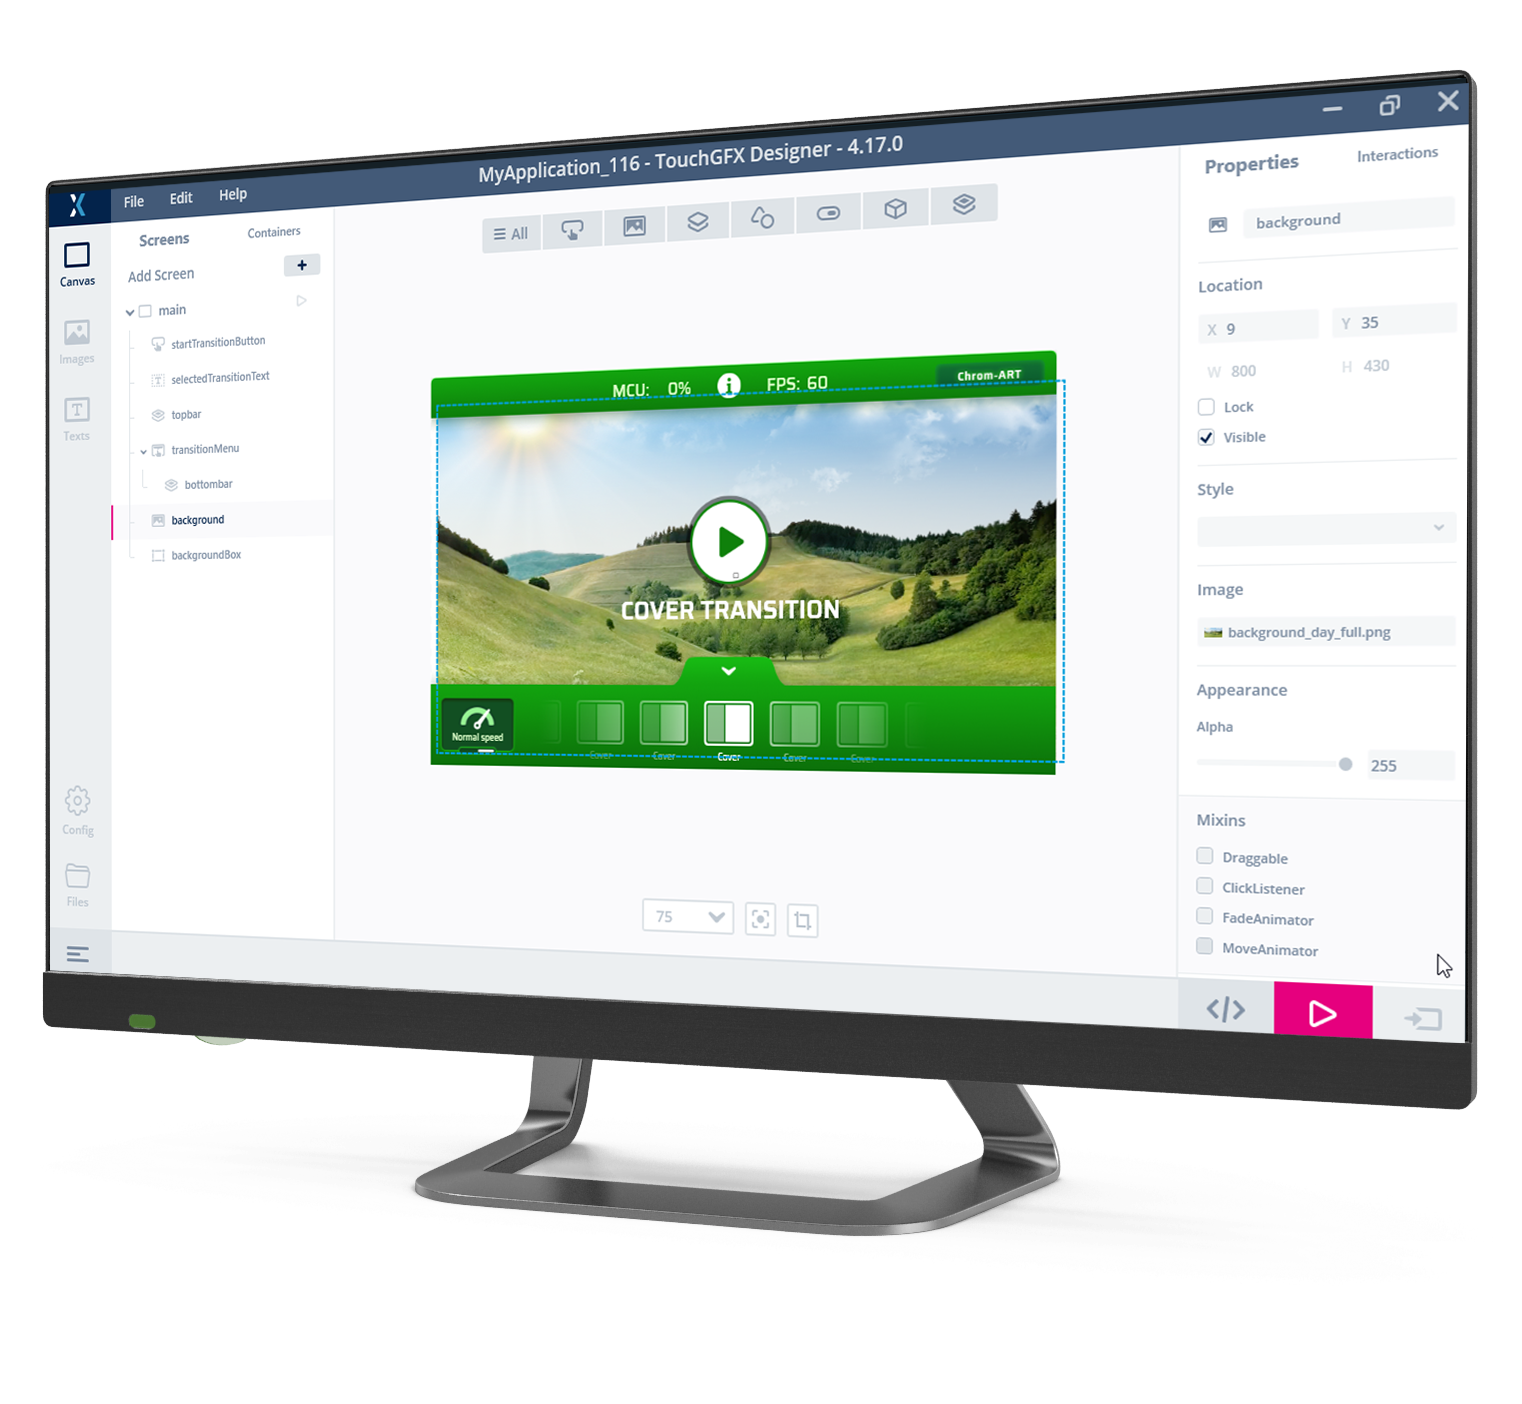 MyApplication_116 - TouchGFX Designer - 4.17.0
File Edit Help
Canvas
Images
Texts
Config
Files
Screens Containers
Add Screen +
main
startTransitionButton
selectedTransitionText
topbar
transitionMenu
bottombar
background
backgroundBox
All
MCU: 0% i FPS: 60
Chrom-ART
COVER TRANSITION
Normal speed
Cover Cover Cover Cover Cover
75
Properties Interactions
background
Location
X 9 Y 35
W 800 H 430
Lock
Visible
Style
Image
background_day_full.png
Appearance
Alpha
255
Mixins
Draggable
ClickListener
FadeAnimator
MoveAnimator